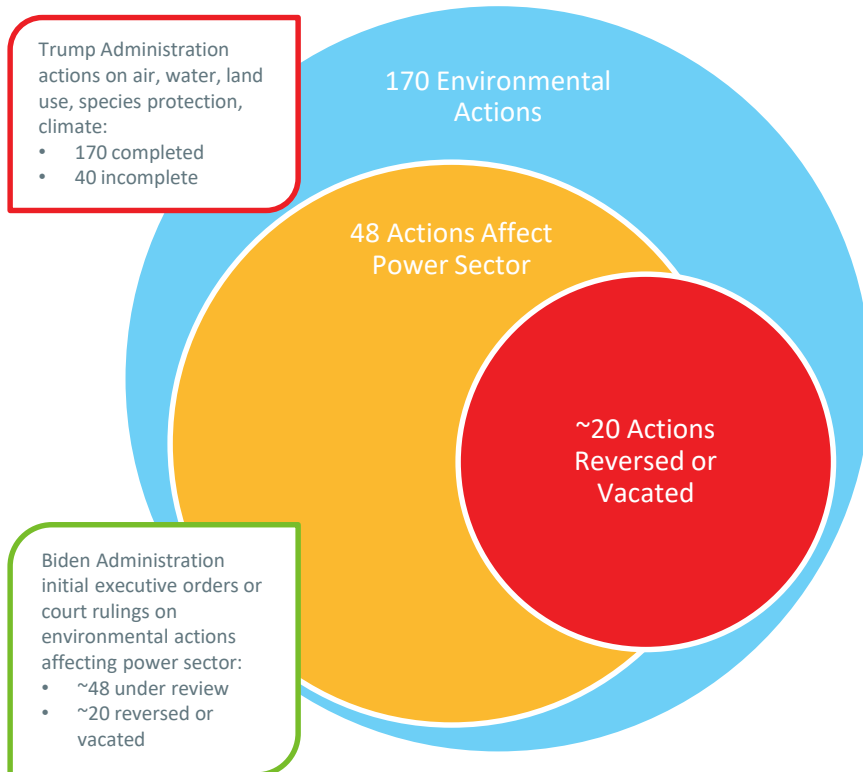 Trump Administration
actions on air, water, land
use, species protection,
climate:
• 170 completed
• 40 incomplete
170 Environmental
Actions
48 Actions Affect
Power Sector
~20 Actions
Reversed or
Vacated
Biden Administration
initial executive orders or
court rulings on
environmental actions
affecting power sector:
• ~48 under review
• ~20 reversed or
vacated